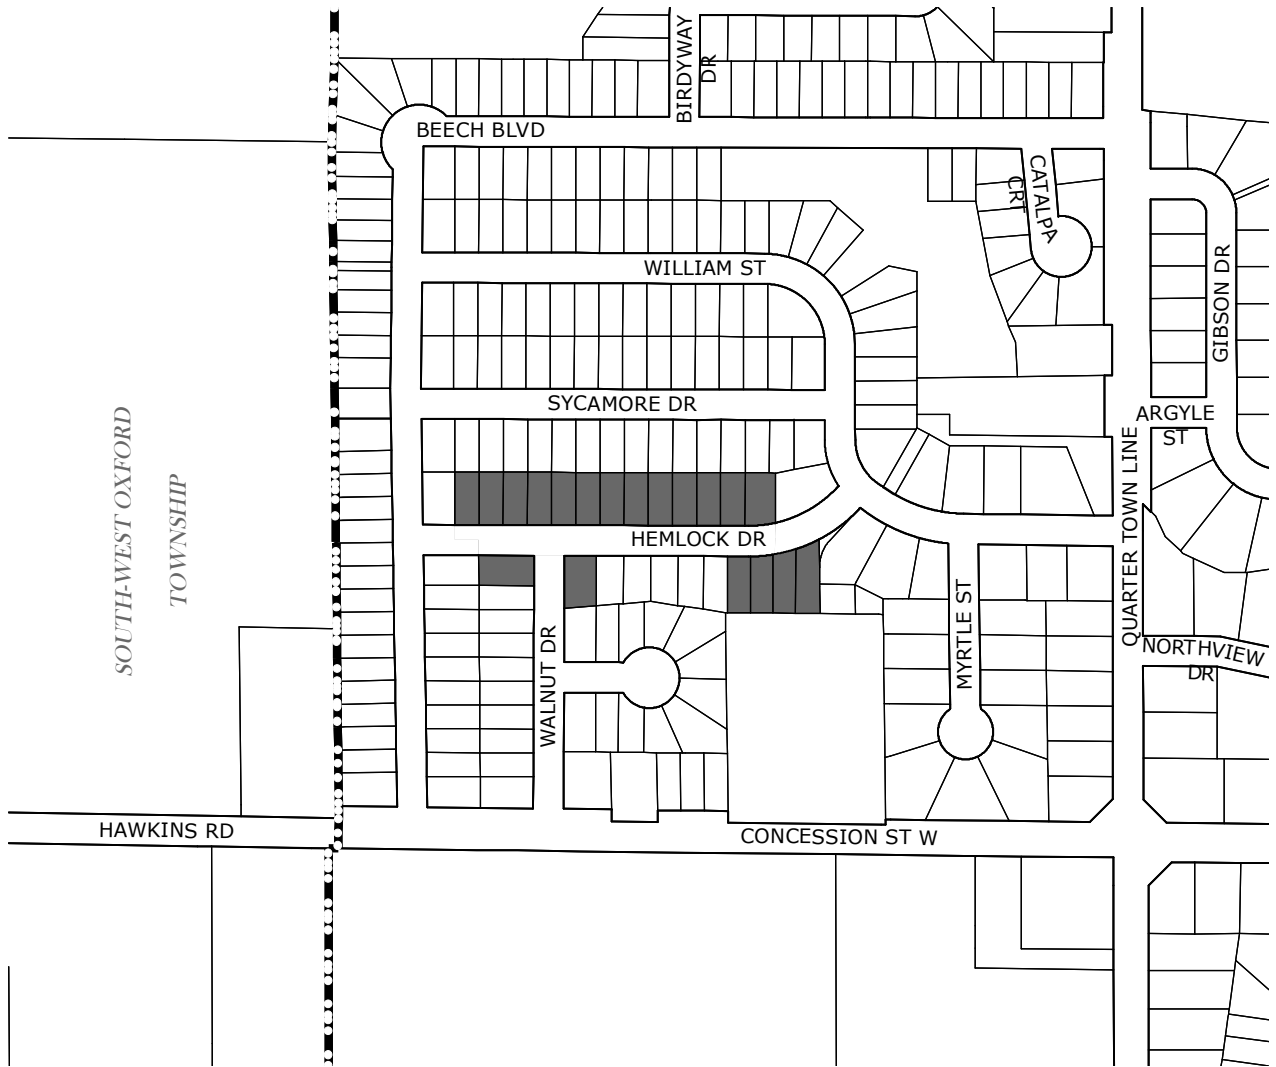 BIRDYWAY
DR
BEECH BLVD
CATALPA
CRT
WILLIAM ST
GIBSON DR
SYCAMORE DR
ARGYLE
ST
SOUTH-WEST OXFORD
TOWNSHIP
QUARTER TOWN LINE
HEMLOCK DR
MYRTLE ST
WALNUT DR
NORTHVIEW
DR
HAWKINS RD
CONCESSION ST W